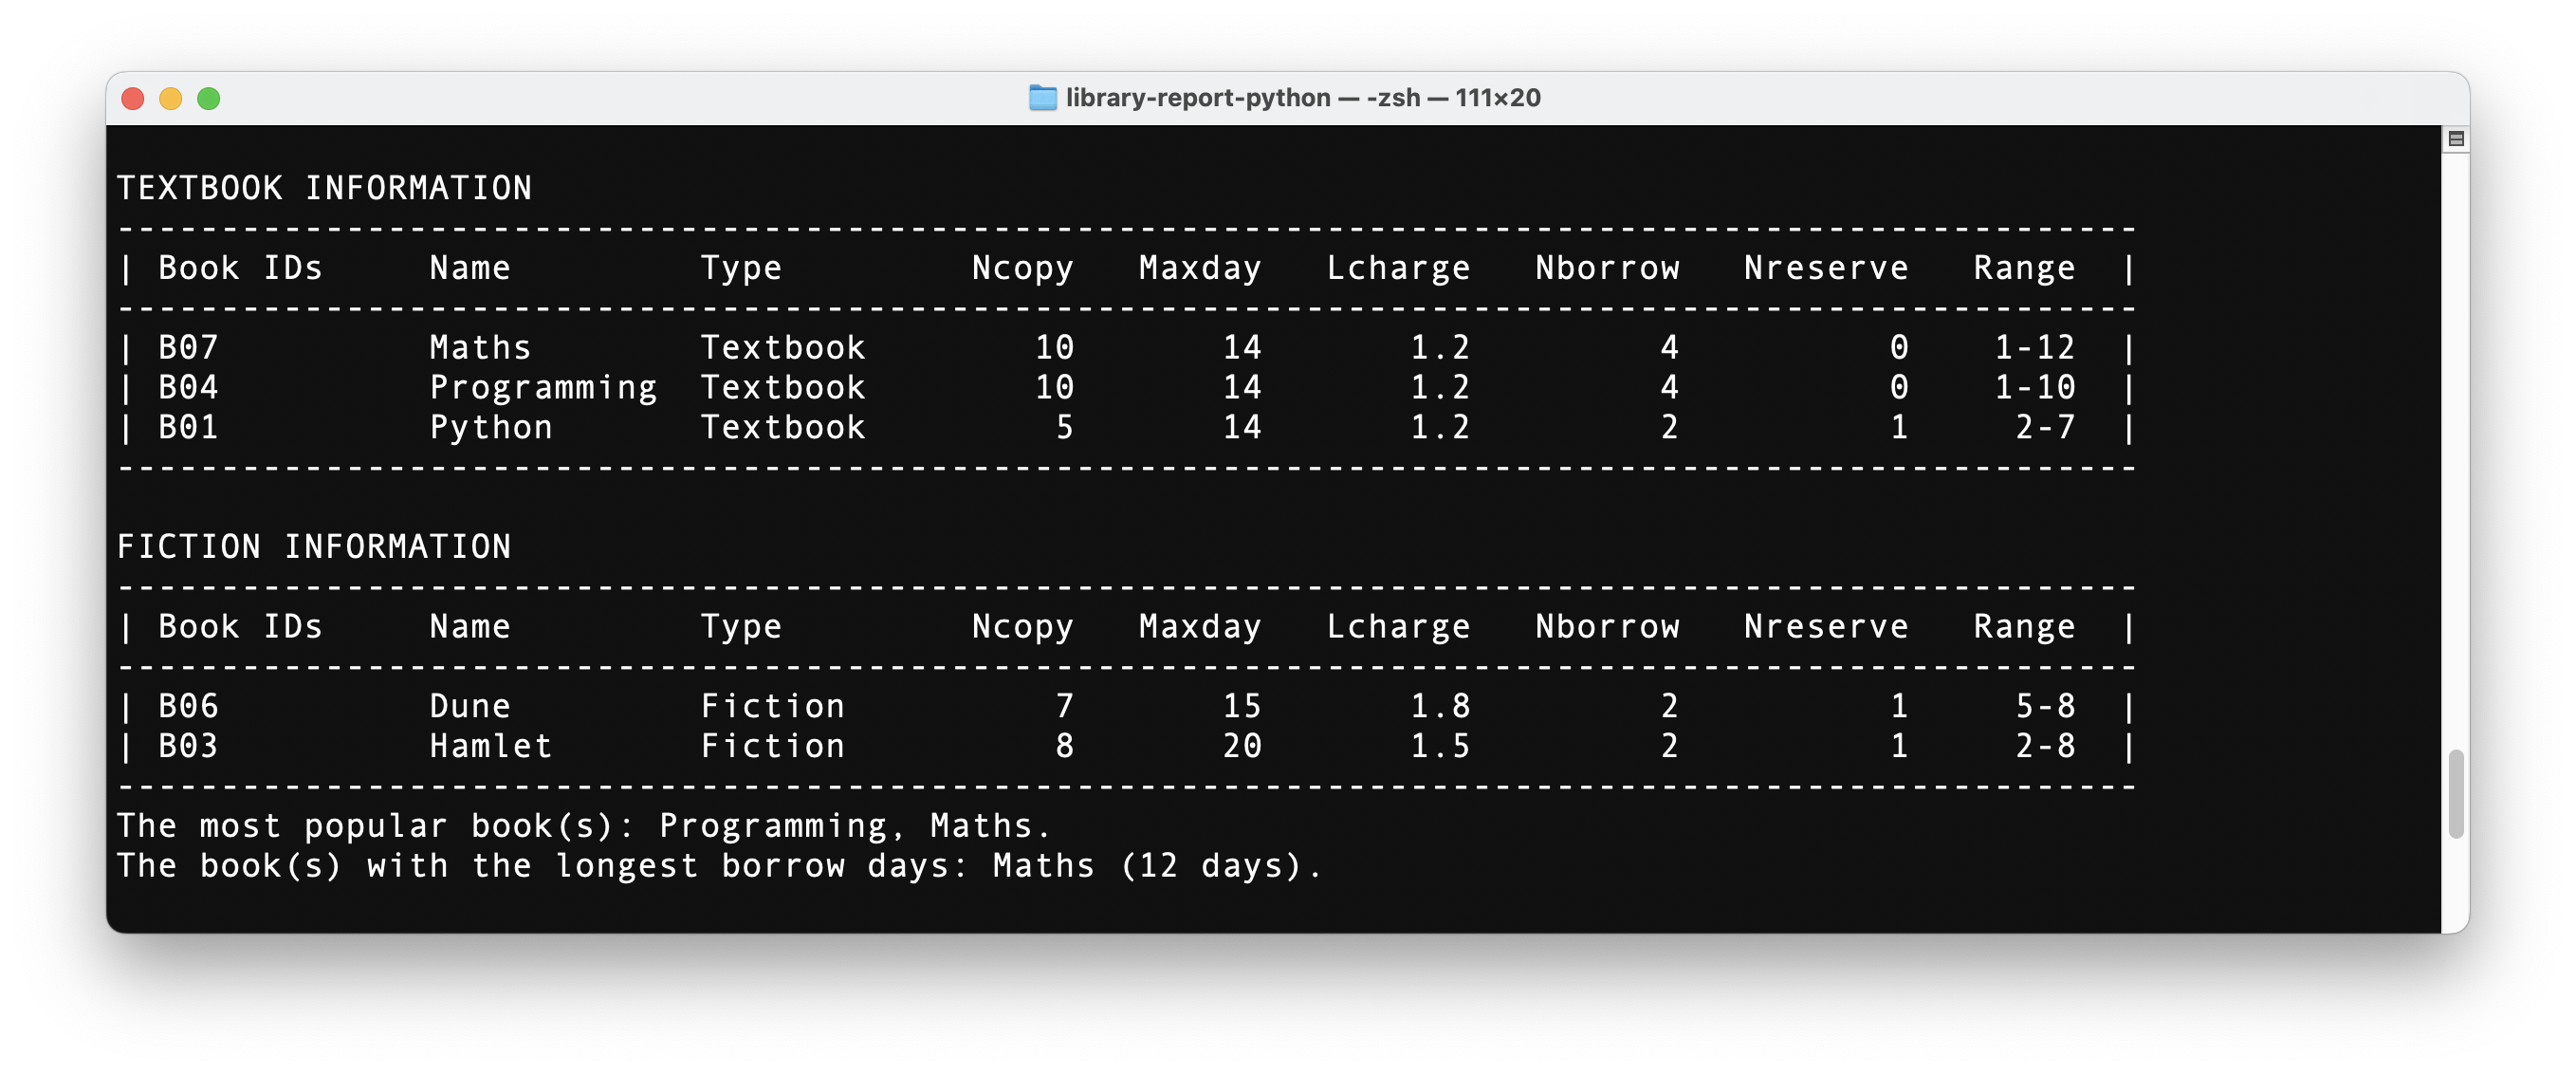 library-report-python — -zsh — 111×20
TEXTBOOK INFORMATION
-------------------------------------------------------------------------------------------------
| Book IDs     Name         Type         Ncopy   Maxday   Lcharge   Nborrow   Nreserve   Range  |
-------------------------------------------------------------------------------------------------
| B07          Maths        Textbook        10       14       1.2         4          0    1-12  |
| B04          Programming  Textbook        10       14       1.2         4          0    1-10  |
| B01          Python       Textbook         5       14       1.2         2          1     2-7  |
-------------------------------------------------------------------------------------------------
FICTION INFORMATION
-------------------------------------------------------------------------------------------------
| Book IDs     Name         Type         Ncopy   Maxday   Lcharge   Nborrow   Nreserve   Range  |
-------------------------------------------------------------------------------------------------
| B06          Dune         Fiction          7       15       1.8         2          1     5-8  |
| B03          Hamlet       Fiction          8       20       1.5         2          1     2-8  |
-------------------------------------------------------------------------------------------------
The most popular book(s): Programming, Maths.
The book(s) with the longest borrow days: Maths (12 days).